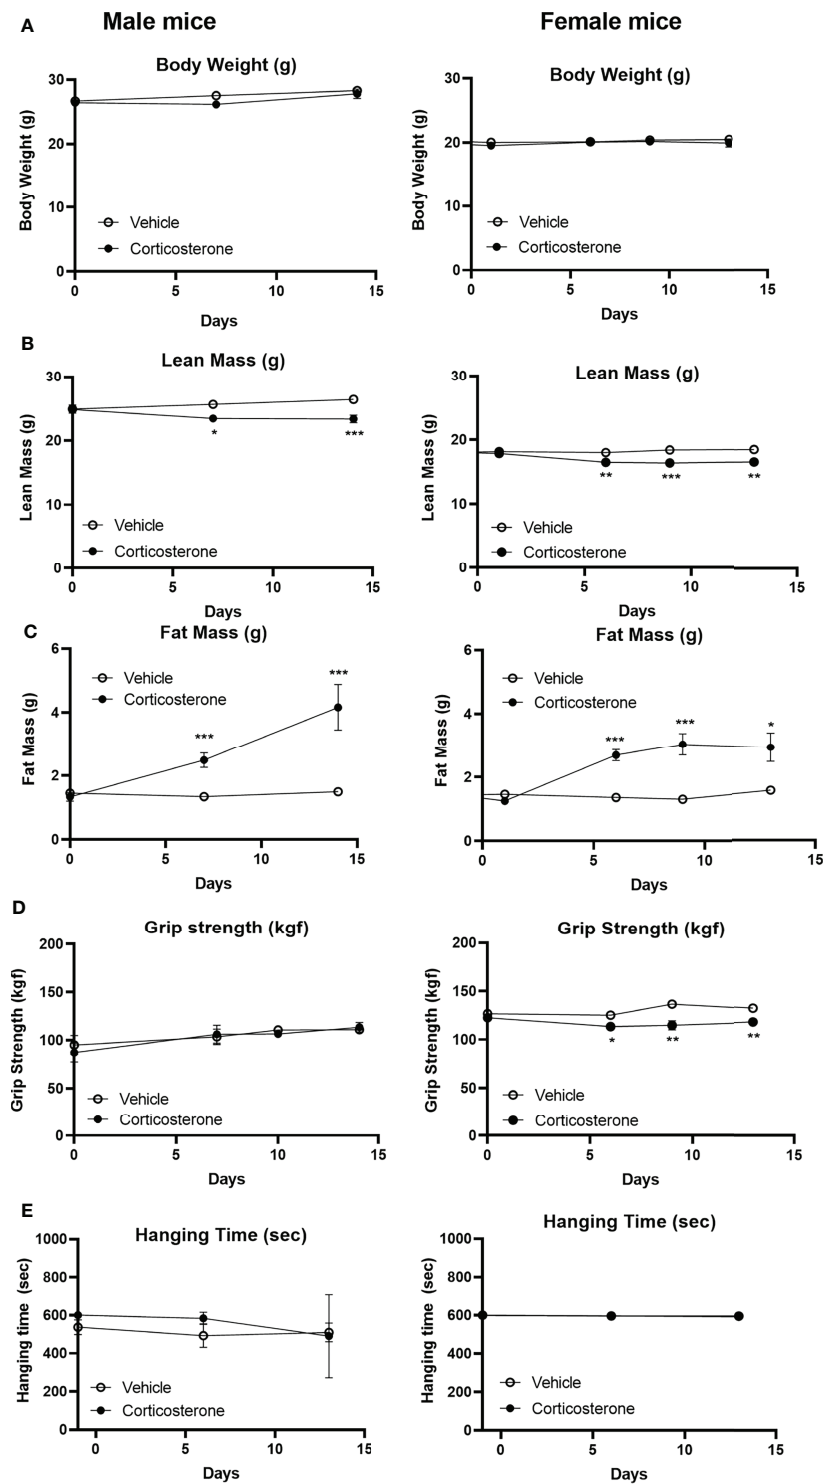 A
Male mice
Female mice
Body Weight (g)
Body Weight (g)
30
20
10
0
Body Weight (g)
Vehicle
Corticosterone
0 5 10 15
Days
30
20
10
0
Body Weight (g)
Vehicle
Corticosterone
0 5 10 15
Days
B
Lean Mass (g)
Lean Mass (g)
30
20
10
0
Lean Mass (g)
* ***
Vehicle
Corticosterone
0 5 10 15
Days
30
20
10
0
Lean Mass (g)
** *** **
Vehicle
Corticosterone
0 5 10 15
Days
C
Fat Mass (g)
Fat Mass (g)
6
4
2
0
Fat Mass (g)
Vehicle
Corticosterone
*** ***
0 5 10 15
Days
6
4
2
0
Fat Mass (g)
Vehicle
Corticosterone
*** *** *
0 5 10 15
Days
D
Grip strength (kgf)
Grip Strength (kgf)
200
150
100
50
0
Grip Strength (kgf)
Vehicle
Corticosterone
0 5 10 15
Days
200
150
100
50
0
Grip Strength (kgf)
* ** **
Vehicle
Corticosterone
0 5 10 15
Days
E
Hanging Time (sec)
Hanging Time (sec)
1000
800
600
400
200
0
Hanging time (sec)
Vehicle
Corticosterone
0 5 10 15
Days
1000
800
600
400
200
0
Hanging time (sec)
Vehicle
Corticosterone
0 5 10 15
Days